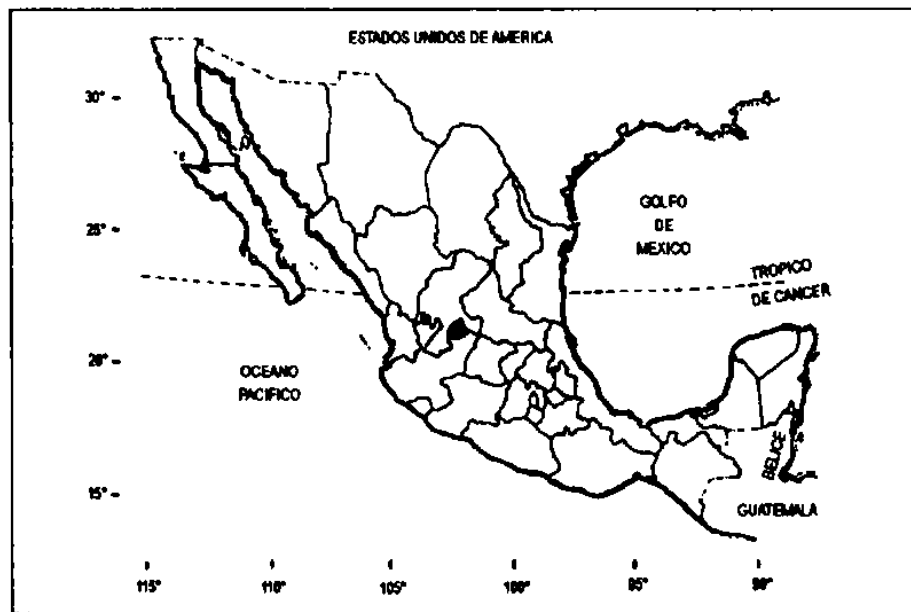 ESTADOS UNIDOS DE AMERICA
30°
25°
GOLFO
DE
MEXICO
TROPICO
DE CANCER
20°
OCEANO
PACIFICO
BELICE
15°
GUATEMALA
115°
110°
105°
100°
95°
90°